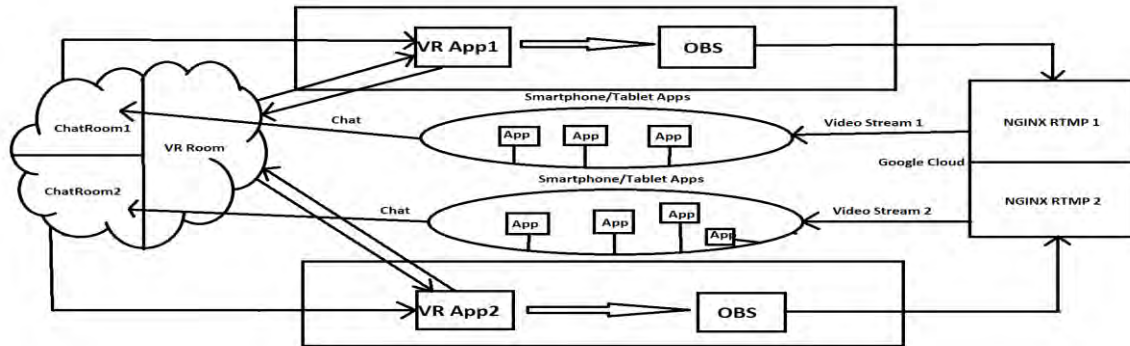 VR App1
OBS
Smartphone/Tablet Apps
ChatRoom1
VR Room
Chat
App
App
App
Video Stream 1
NGINX RTMP 1
Google Cloud
Smartphone/Tablet Apps
ChatRoom2
Chat
App
App
App
App
Video Stream 2
NGINX RTMP 2
VR App2
OBS